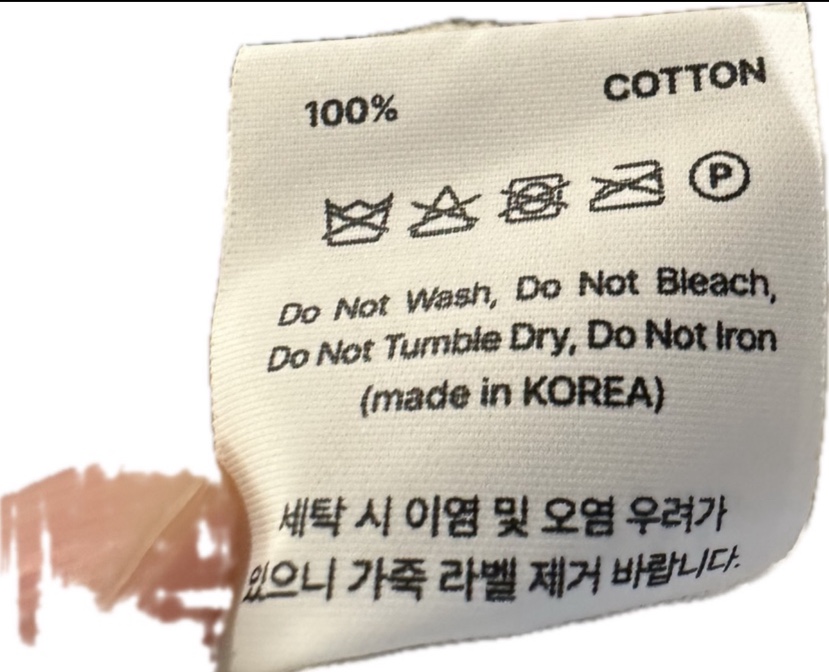 100% COTTON
P
Do Not Wash, Do Not Bleach,
Do Not Tumble Dry, Do Not Iron
(made in KOREA)
세탁 시 이염 및 오염 우려가
있으니 가죽 라벨 제거 바랍니다.